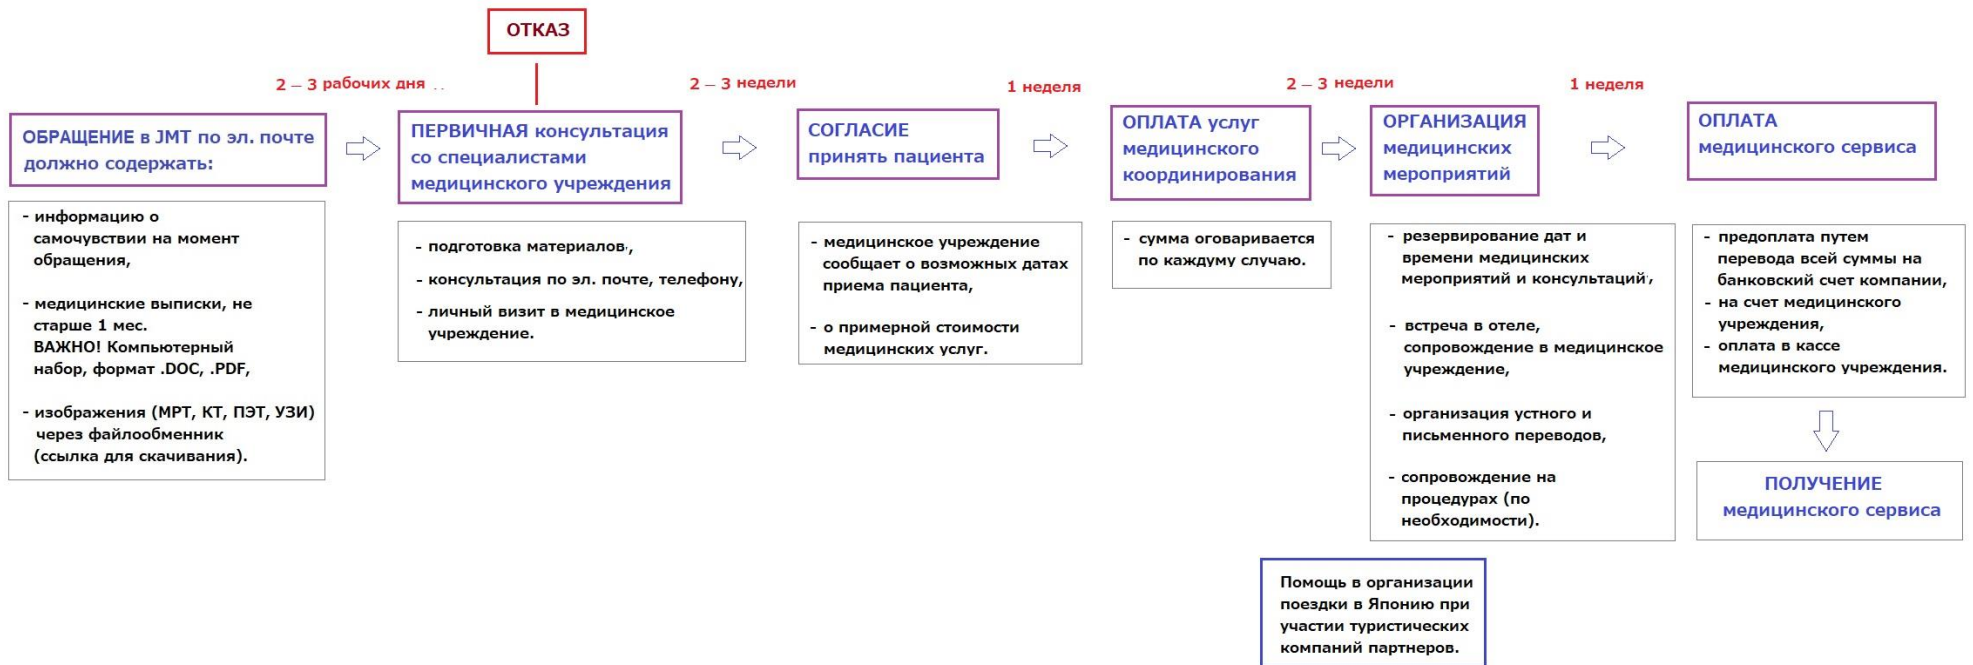 ОТКАЗ
2 – 3 рабочих дня ..
2 – 3 недели
1 неделя
2 – 3 недели
1 неделя
ОБРАЩЕНИЕ в JMT по эл. почте
должно содержать:
- информацию о
самочувствии на момент
обращения,
- медицинские выписки, не
старше 1 мес.
ВАЖНО! Компьютерный
набор, формат .DOC, .PDF,
- изображения (МРТ, КТ, ПЭТ, УЗИ)
через файлообменник
(ссылка для скачивания).
ПЕРВИЧНАЯ консультация
со специалистами
медицинского учреждения
- подготовка материалов,
- консультация по эл. почте, телефону,
- личный визит в медицинское
учреждение.
СОГЛАСИЕ
принять пациента
- медицинское учреждение
сообщает о возможных датах
приема пациента,
- о примерной стоимости
медицинских услуг.
ОПЛАТА услуг
медицинского
координирования
- сумма оговаривается
по каждуму случаю.
ОРГАНИЗАЦИЯ
медицинских
мероприятий
- резервирование дат и
времени медицинских
мероприятий и консультаций,
- встреча в отеле,
сопровождение в медицинское
учреждение,
- организация устного и
письменного переводов,
- сопровождение на
процедурах (по
необходимости).
Помощь в организации
поездки в Японию при
участии туристических
компаний партнеров.
ОПЛАТА
медицинского сервиса
- предоплата путем
перевода всей суммы на
банковский счет компании,
- на счет медицинского
учреждения,
- оплата в кассе
медицинского учреждения.
ПОЛУЧЕНИЕ
медицинского сервиса